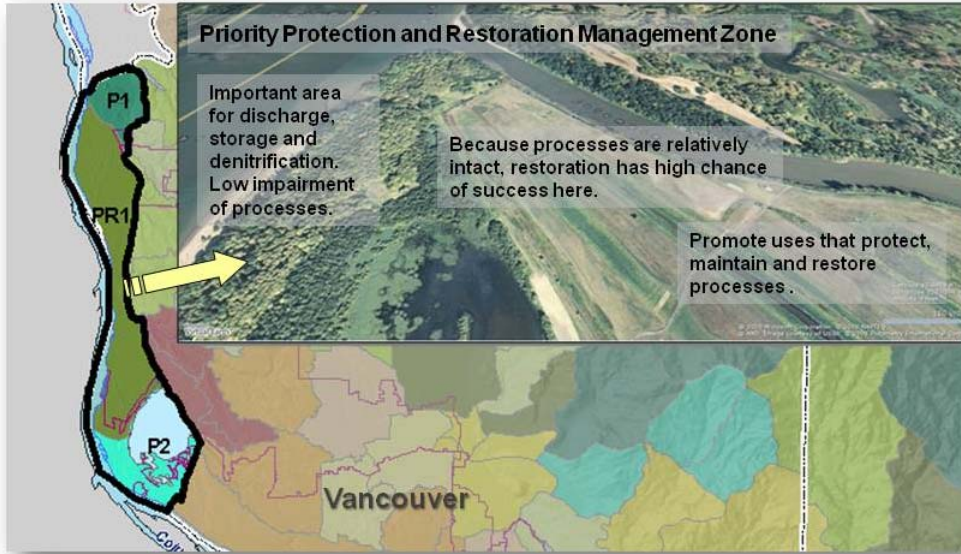 Priority Protection and Restoration Management Zone
P1
Important area
for discharge,
storage and
denitrification.
Low impairment
of processes.
Because processes are relatively
intact, restoration has high chance
of success here.
PR1
Promote uses that protect,
maintain and restore
processes .
P2
Vancouver